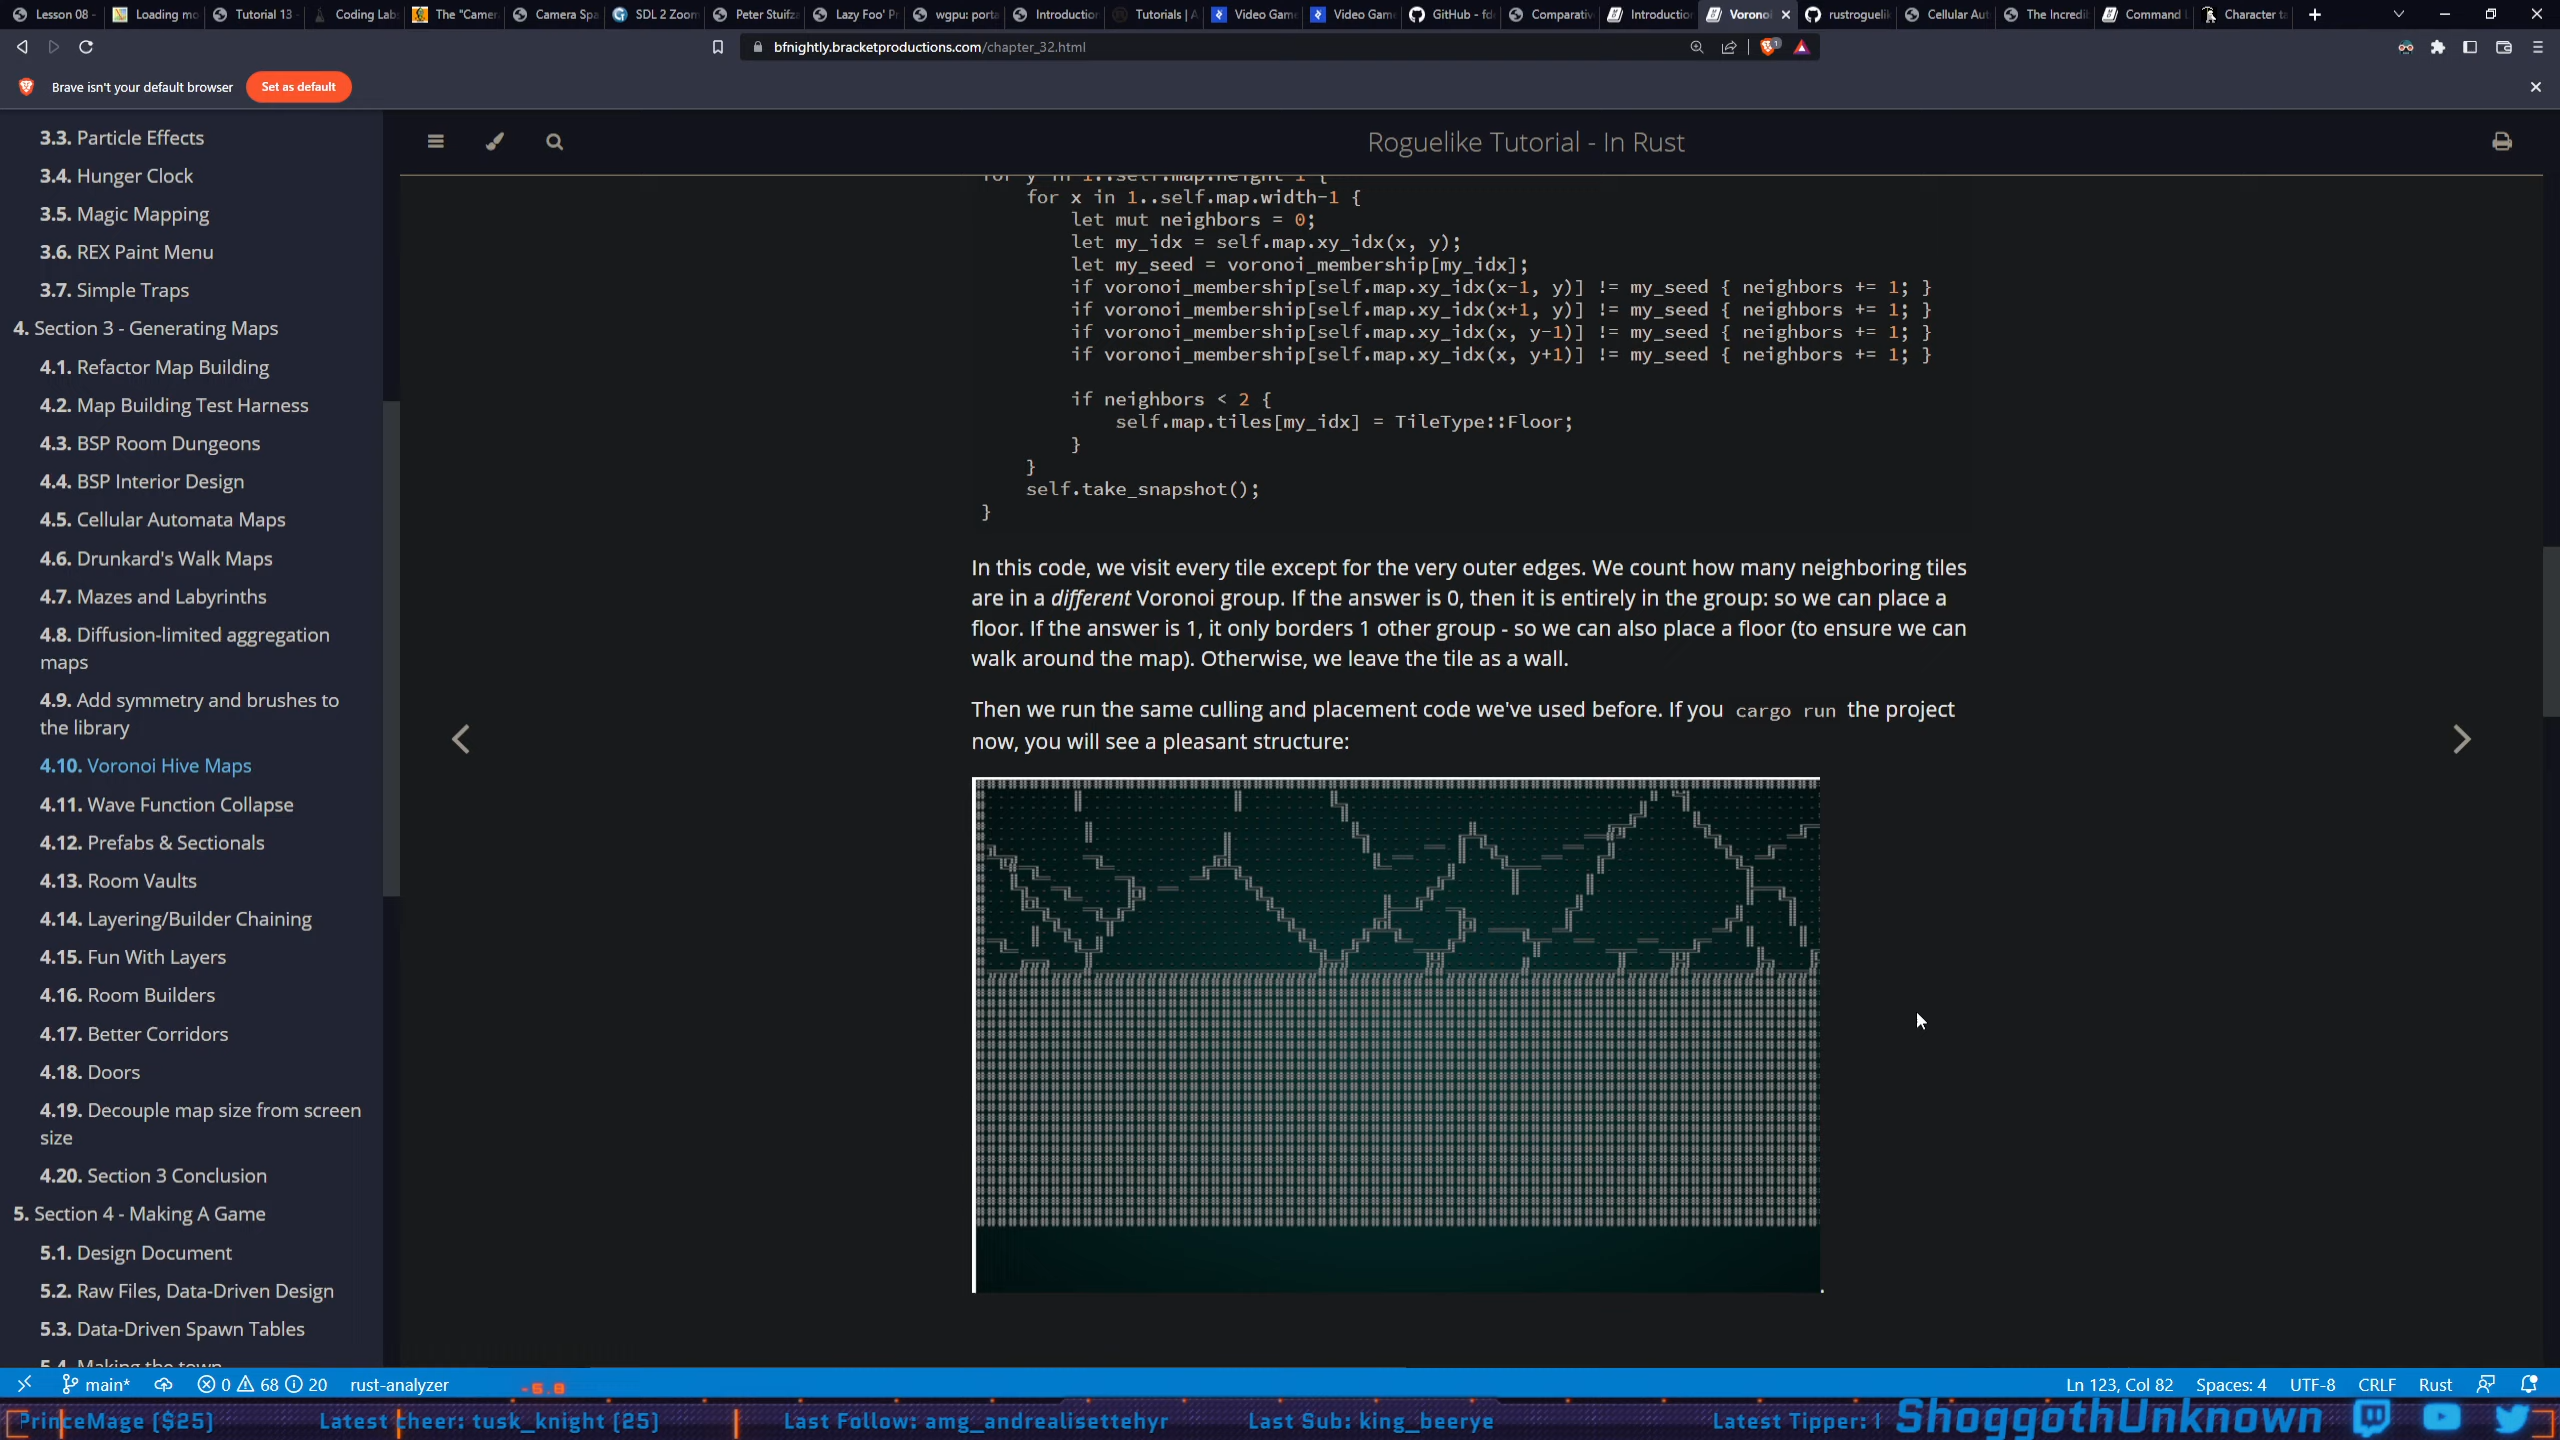 Lesson 08 -
Loading mo
Tutorial 13 -
Coding Lab
The "Camer
Camera Spa
SDL 2 Zoom
Peter Stuifza
Lazy Foo' Pr
wgpu: porta
Introduction
Tutorials | A
Video Game
Video Game
GitHub - fd
Comparativ
Introduction
Voronoi
rustrogueli
Cellular Aut
The Incredib
Command L
Character ta
bfnightly.bracketproductions.com/chapter_32.html
Brave isn't your default browser
Set as default
3.3. Particle Effects
3.4. Hunger Clock
3.5. Magic Mapping
3.6. REX Paint Menu
3.7. Simple Traps
4. Section 3 - Generating Maps
4.1. Refactor Map Building
4.2. Map Building Test Harness
4.3. BSP Room Dungeons
4.4. BSP Interior Design
4.5. Cellular Automata Maps
4.6. Drunkard's Walk Maps
4.7. Mazes and Labyrinths
4.8. Diffusion-limited aggregation
maps
4.9. Add symmetry and brushes to
the library
4.10. Voronoi Hive Maps
4.11. Wave Function Collapse
4.12. Prefabs & Sectionals
4.13. Room Vaults
4.14. Layering/Builder Chaining
4.15. Fun With Layers
4.16. Room Builders
4.17. Better Corridors
4.18. Doors
4.19. Decouple map size from screen
size
4.20. Section 3 Conclusion
5. Section 4 - Making A Game
5.1. Design Document
5.2. Raw Files, Data-Driven Design
5.3. Data-Driven Spawn Tables
5.4. Making the town
Roguelike Tutorial - In Rust
for y in 1..self.map.height-1 {
for x in 1..self.map.width-1 {
let mut neighbors = 0;
let my_idx = self.map.xy_idx(x, y);
let my_seed = voronoi_membership[my_idx];
if voronoi_membership[self.map.xy_idx(x-1, y)] != my_seed { neighbors += 1; }
if voronoi_membership[self.map.xy_idx(x+1, y)] != my_seed { neighbors += 1; }
if voronoi_membership[self.map.xy_idx(x, y-1)] != my_seed { neighbors += 1; }
if voronoi_membership[self.map.xy_idx(x, y+1)] != my_seed { neighbors += 1; }
if neighbors < 2 {
self.map.tiles[my_idx] = TileType::Floor;
}
}
self.take_snapshot();
}
In this code, we visit every tile except for the very outer edges. We count how many neighboring tiles
are in a different Voronoi group. If the answer is 0, then it is entirely in the group: so we can place a
floor. If the answer is 1, it only borders 1 other group - so we can also place a floor (to ensure we can
walk around the map). Otherwise, we leave the tile as a wall.
Then we run the same culling and placement code we've used before. If you cargo run the project
now, you will see a pleasant structure:
main*
0 68 20
rust-analyzer
Ln 123, Col 82
Spaces: 4
UTF-8
CRLF
Rust
PrinceMage ($25)
Latest cheer: tusk_knight (25)
Last Follow: amg_andrealisettehyr
Last Sub: king_beerye
Latest Tipper:
ShoggothUnknown